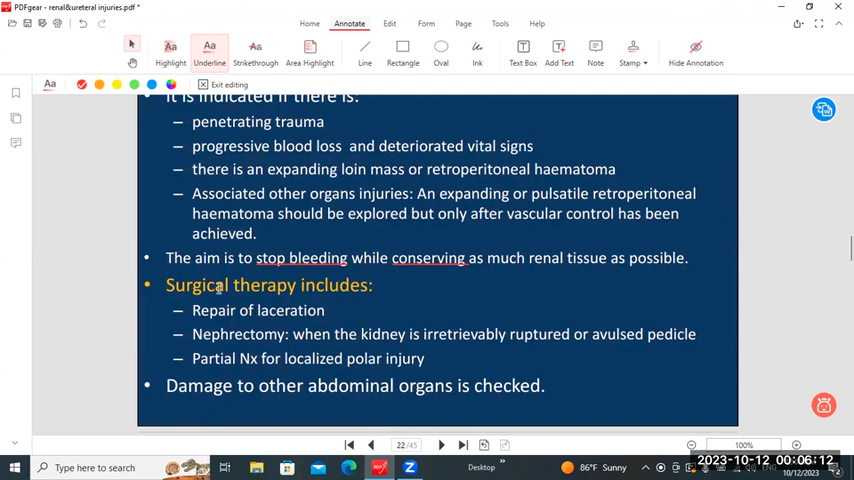 PDFgear - renal&ureteral injuries.pdf *
Home Annotate Edit Form Page Tools Help
Highlight Underline Strikethrough Area Highlight Line Rectangle Oval Ink Text Box Add Text Note Stamp Hide Annotation
Exit editing
• It is indicated if there is:
– penetrating trauma
– progressive blood loss and deteriorated vital signs
– there is an expanding loin mass or retroperitoneal haematoma
– Associated other organs injuries: An expanding or pulsatile retroperitoneal
haematoma should be explored but only after vascular control has been
achieved.
• The aim is to stop bleeding while conserving as much renal tissue as possible.
• Surgical therapy includes:
– Repair of laceration
– Nephrectomy: when the kidney is irretrievably ruptured or avulsed pedicle
– Partial Nx for localized polar injury
• Damage to other abdominal organs is checked.
22 /45
100%
Type here to search
Desktop
86°F Sunny
2023-10-12 00:06:12
10/12/2023